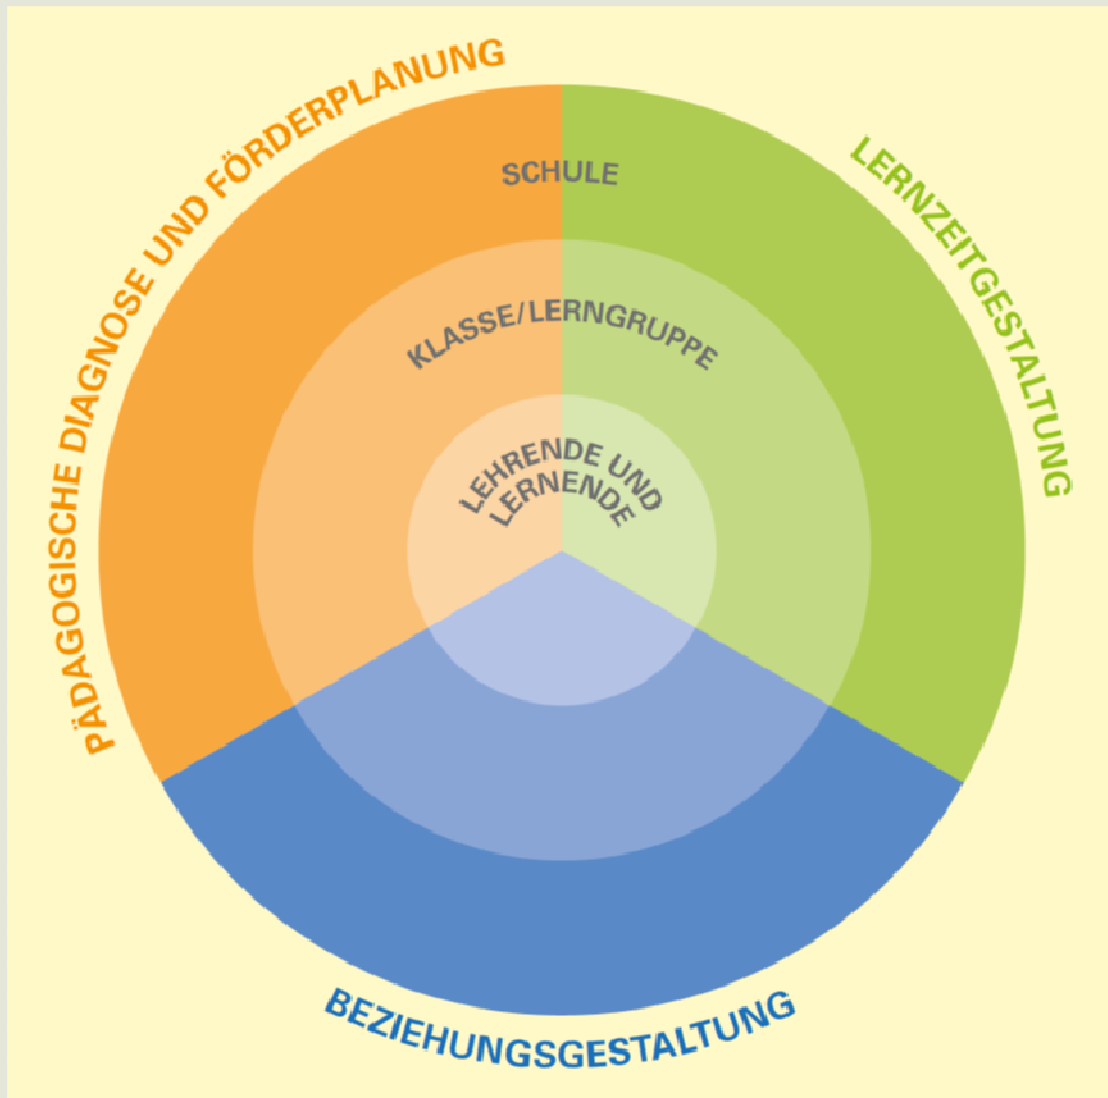 PÄDAGOGISCHE DIAGNOSE UND FÖRDERPLANUNG
LERNZEITGESTALTUNG
SCHULE
KLASSE/LERNGRUPPE
LEHRENDE UND
LERNENDE
BEZIEHUNGSGESTALTUNG